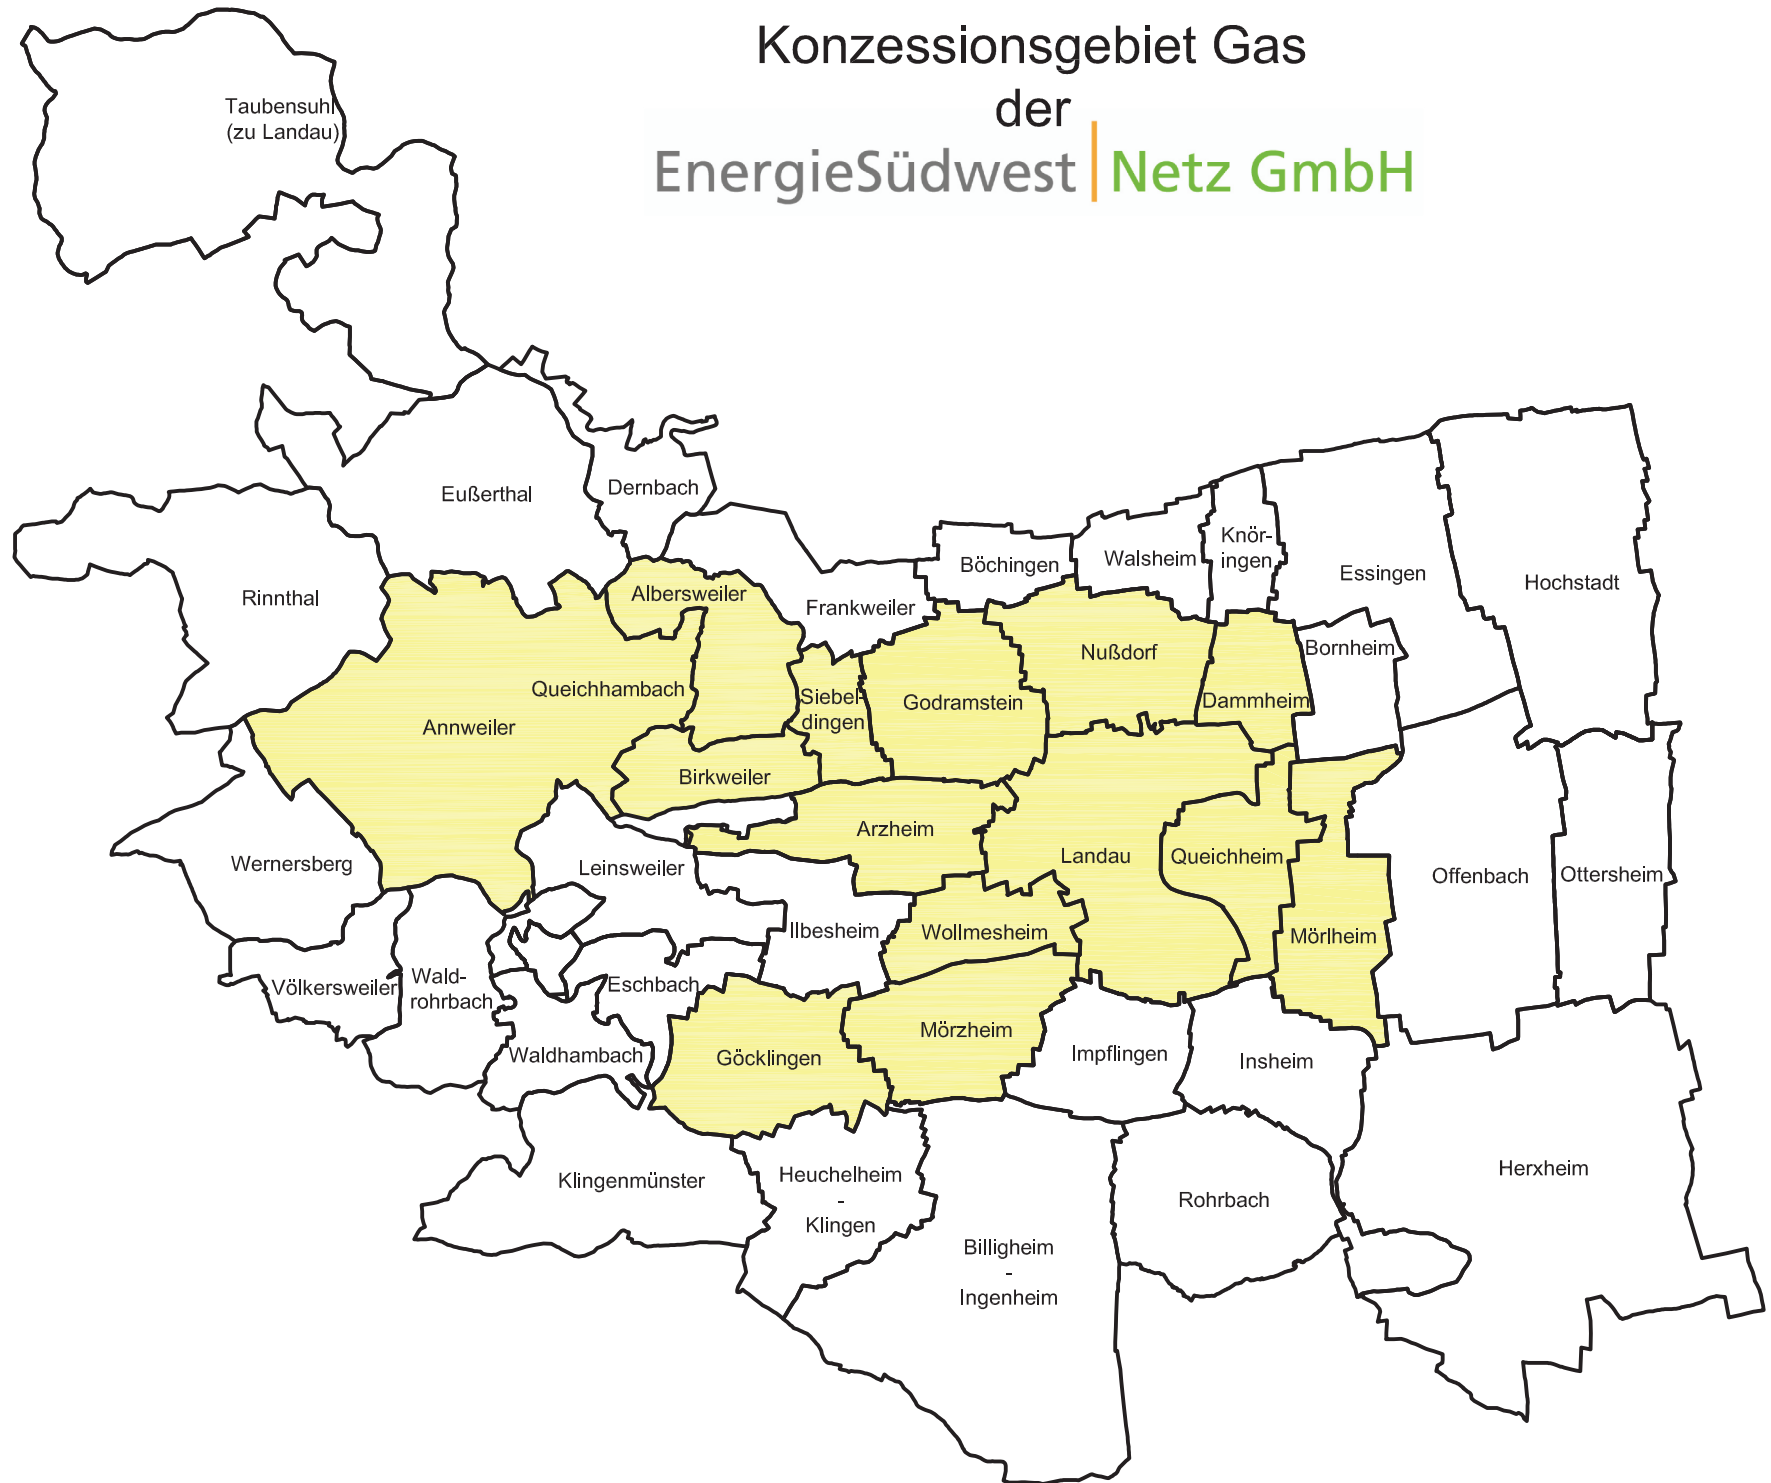 Konzessionsgebiet Gas
der
EnergieSüdwest | Netz GmbH
Taubensuhl
(zu Landau)
Eußerthal
Dernbach
Rinnthal
Albersweiler
Frankweiler
Böchingen
Walsheim
Knör-
ingen
Essingen
Hochstadt
Bornheim
Nußdorf
Dammheim
Queichhambach
Annweiler
Siebel-
dingen
Godramstein
Birkweiler
Arzheim
Landau
Queichheim
Wernersberg
Leinsweiler
Offenbach
Ottersheim
Ilbesheim
Wollmesheim
Mörlheim
Völkersweiler
Wald-
rohrbach
Eschbach
Waldhambach
Göcklingen
Mörzheim
Impflingen
Insheim
Klingenmünster
Heuchelheim
-
Klingen
Rohrbach
Herxheim
Billigheim
-
Ingenheim